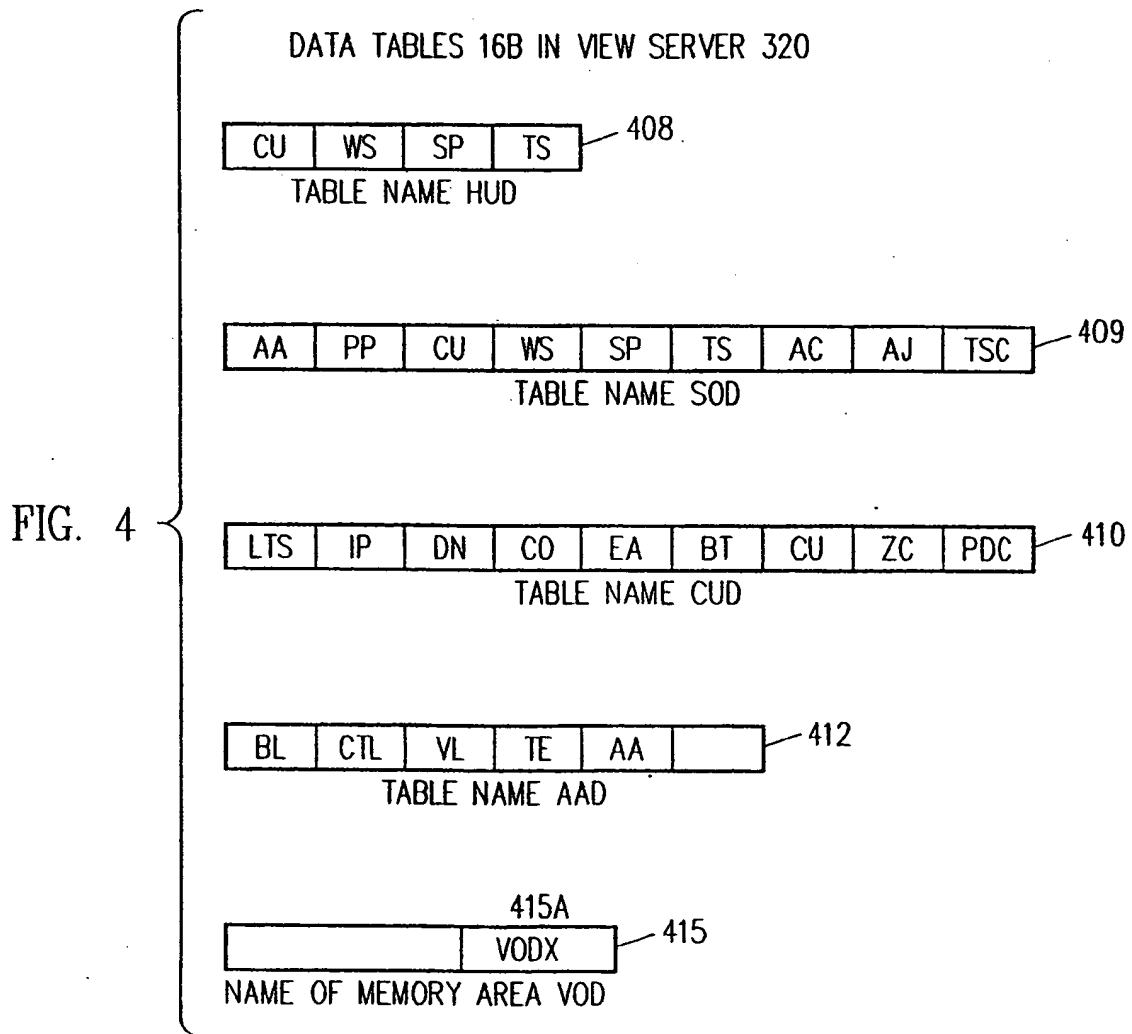 DATA TABLES 16B IN VIEW SERVER 320
CU WS SP TS 408
TABLE NAME HUD
AA PP CU WS SP TS AC AJ TSC 409
TABLE NAME SOD
FIG. 4
LTS IP DN CO EA BT CU ZC PDC 410
TABLE NAME CUD
BL CTL VL TE AA 412
TABLE NAME AAD
415A
VODX 415
NAME OF MEMORY AREA VOD